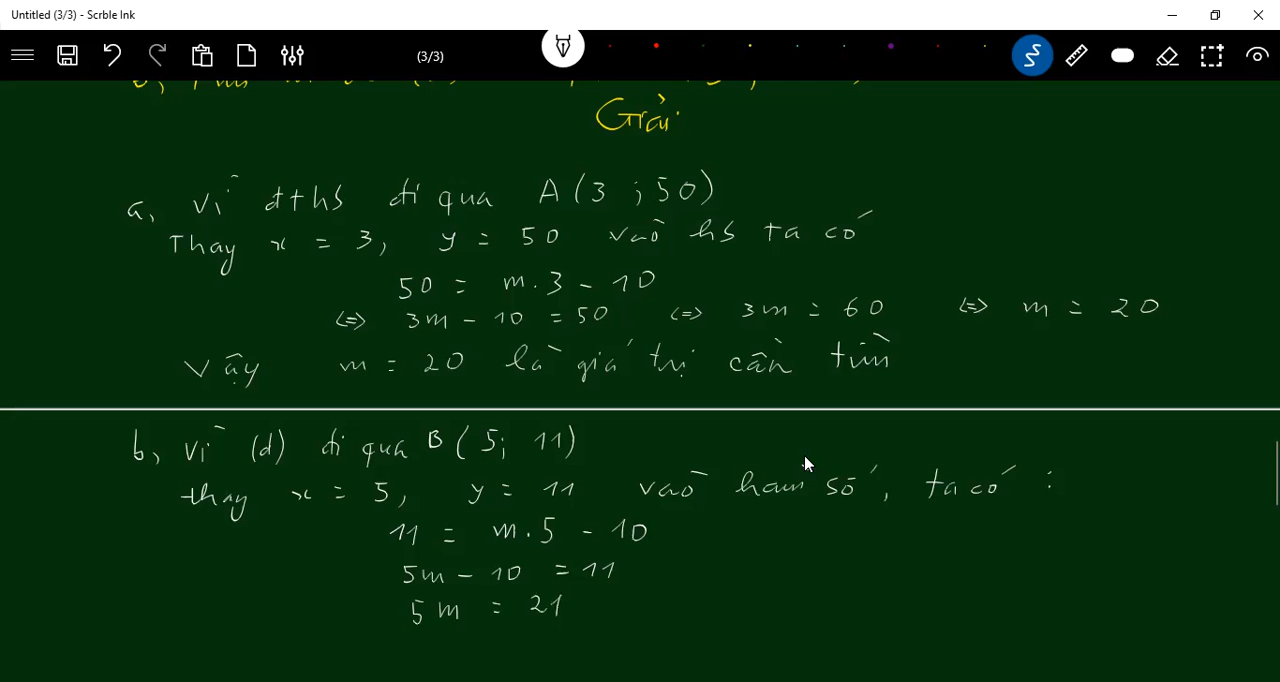 Untitled (3/3) - Scrble Ink
(3/3)
Giải
a, Vì đths đi qua A(3 ; 50)
Thay x = 3, y = 50 vào hs ta có
50 = m.3 - 10
<=> 3m - 10 = 50 <=> 3m = 60 <=> m = 20
Vậy m = 20 là giá trị cần tìm
b, Vì (d) đi qua B ( 5; 11)
thay x = 5, y = 11 vào hàm số, ta có :
11 = m.5 - 10
5m - 10 = 11
5m = 21